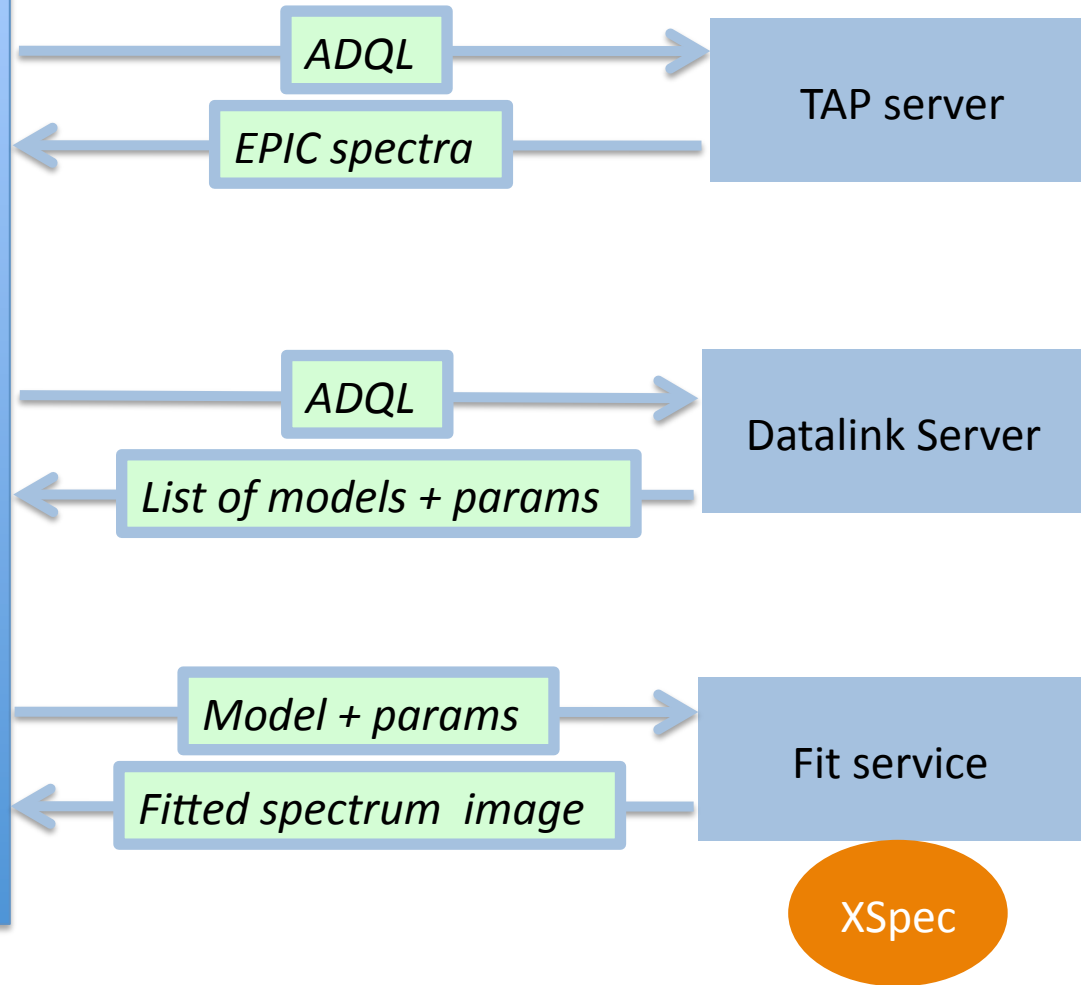 ADQL
TAP server
EPIC spectra
ADQL
Datalink Server
List of models + params
Model + params
Fit service
Fitted spectrum  image
XSpec